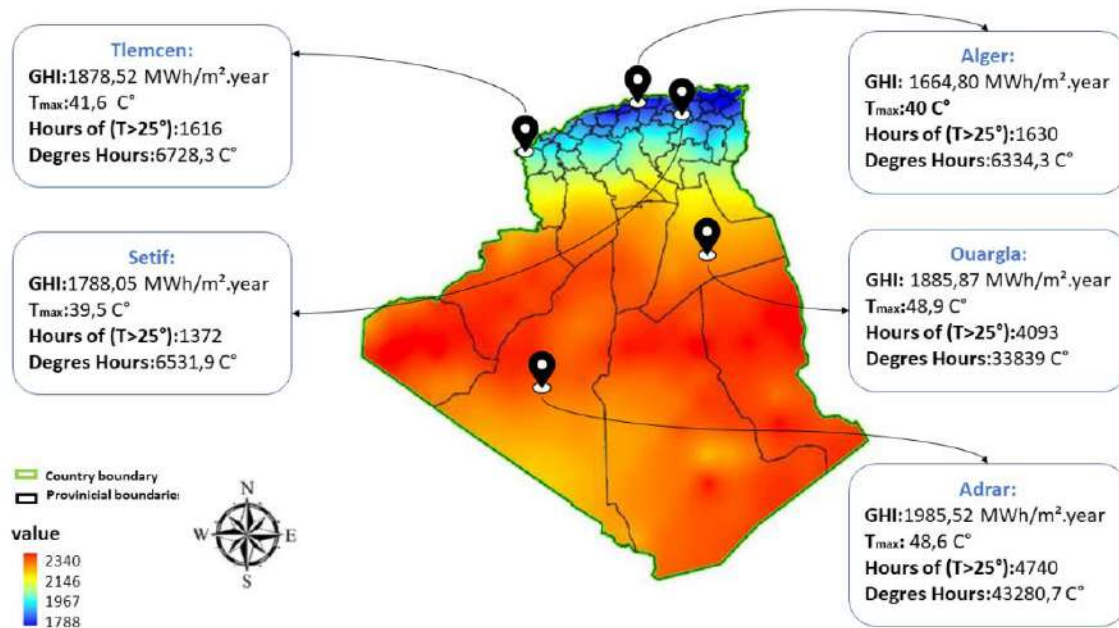 Tlemcen:
GHI:1878,52 MWh/m².year
Tmax:41,6 C°
Hours of (T>25°):1616
Degres Hours:6728,3 C°
Alger:
GHI: 1664,80 MWh/m².year
Tmax:40 C°
Hours of (T>25°):1630
Degres Hours:6334,3 C°
Setif:
GHI:1788,05 MWh/m².year
Tmax:39,5 C°
Hours of (T>25°):1372
Degres Hours:6531,9 C°
Ouargla:
GHI: 1885,87 MWh/m².year
Tmax:48,9 C°
Hours of (T>25°):4093
Degres Hours:33839 C°
Adrar:
GHI:1985,52 MWh/m².year
Tmax: 48,6 C°
Hours of (T>25°):4740
Degres Hours:43280,7 C°
Country boundary
Provinicial boundaries
value
2340
2146
1967
1788
N
W
E
S